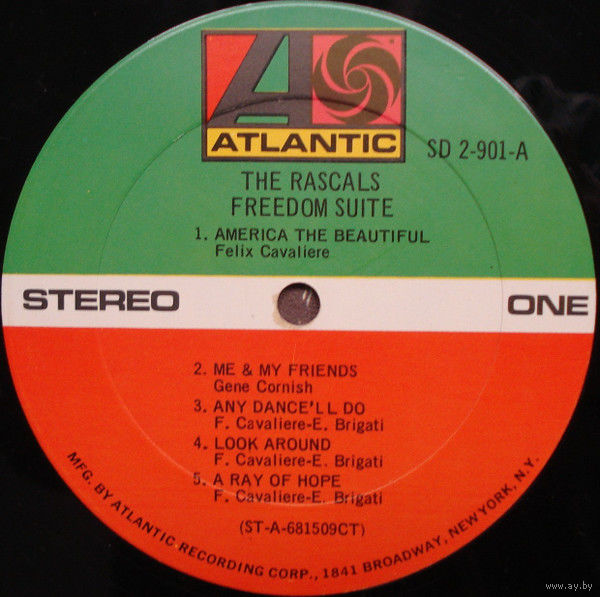 ATLANTIC
SD 2-901-A
THE RASCALS
FREEDOM SUITE
1. AMERICA THE BEAUTIFUL
Felix Cavaliere
STEREO
ONE
2. ME & MY FRIENDS
Gene Cornish
3. ANY DANCE'LL DO
F. Cavaliere-E. Brigati
4. LOOK AROUND
F. Cavaliere-E. Brigati
5. A RAY OF HOPE
F. Cavaliere-E. Brigati
(ST-A-681509CT)
MFG. BY ATLANTIC RECORDING CORP., 1841 BROADWAY, NEW YORK, N.Y.
www.ay.by